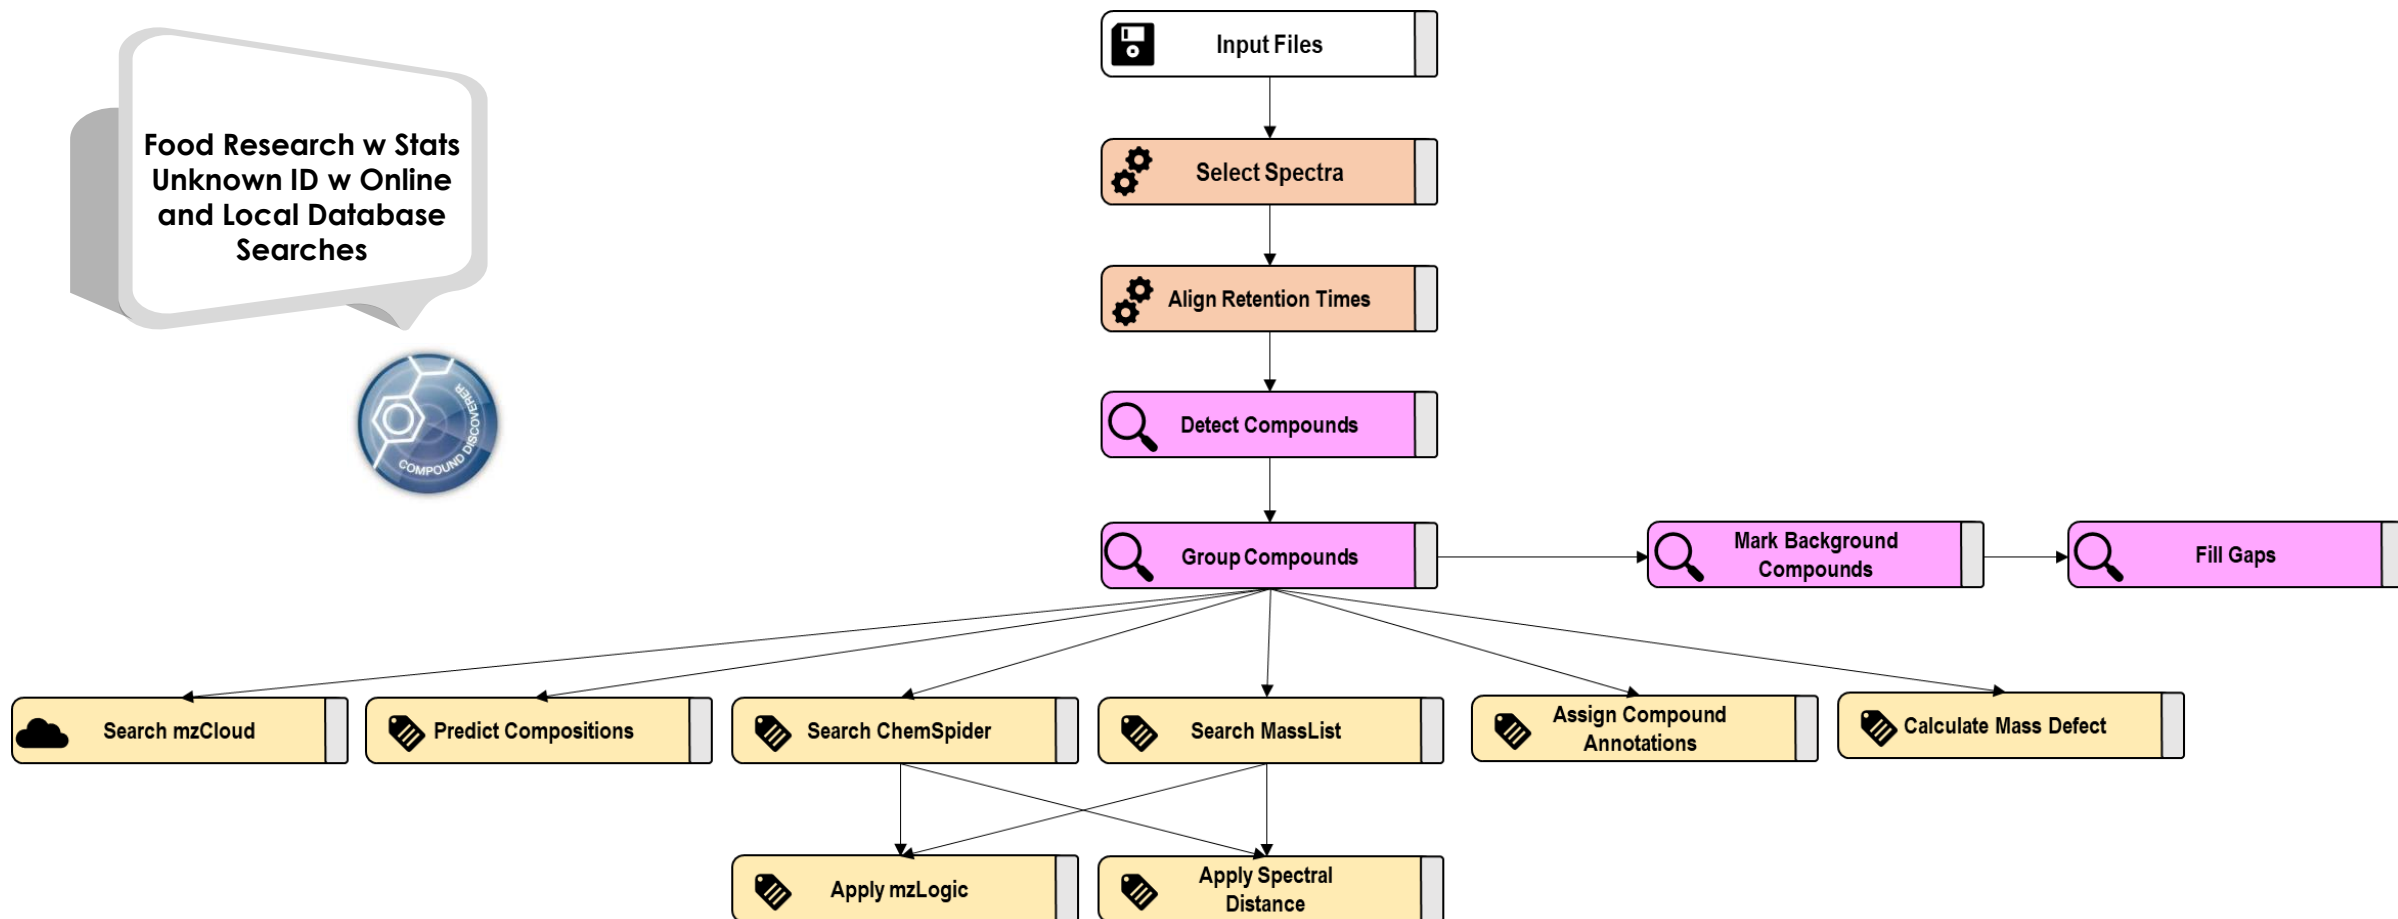 Input Files
Food Research w Stats
Unknown ID w Online
and Local Database
Searches
Select Spectra
Align Retention Times
COMPOUND DISCOVERER
Detect Compounds
Group Compounds
Mark Background
Compounds
Fill Gaps
Search mzCloud
Predict Compositions
Search ChemSpider
Search MassList
Assign Compound
Annotations
Calculate Mass Defect
Apply mzLogic
Apply Spectral
Distance